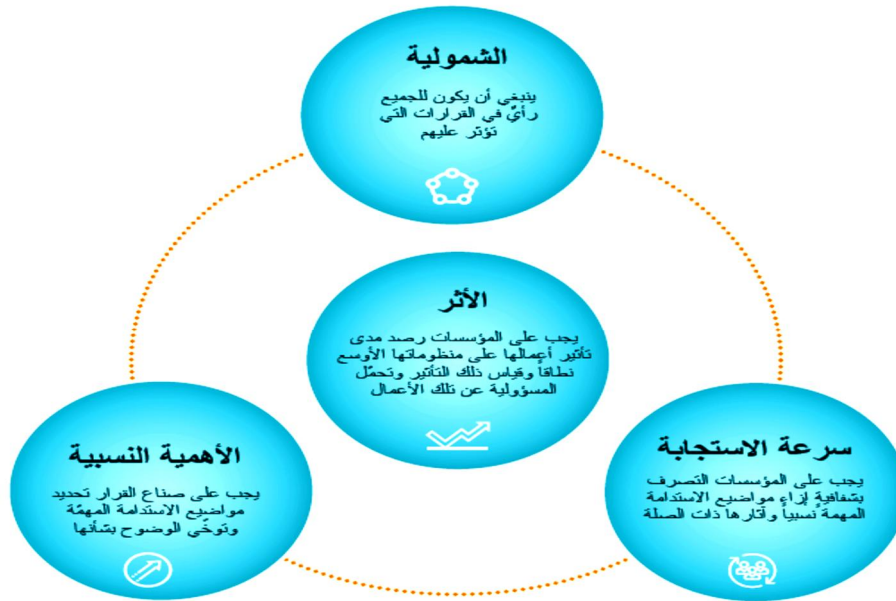 الشمولية
ينبغي أن يكون للجميع
رأيٌ في القرارات التي
تؤثر عليهم
الأثر
يجب على المؤسسات رصد مدى
تأثير أعمالها على منظوماتها الأوسع
نطاقاً وقياس ذلك التأثير وتحمّل
المسؤولية عن تلك الأعمال
سرعة الاستجابة
يجب على المؤسسات التصرف
بشفافيةٍ إزاء مواضيع الاستدامة
المهمة نسبياً وآثارها ذات الصلة
الأهمية النسبية
يجب على صناع القرار تحديد
مواضيع الاستدامة المهمّة
وتوخّي الوضوح بشأنها